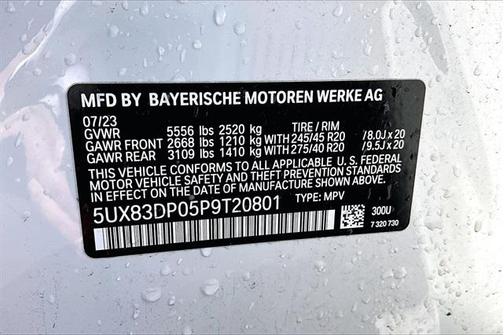 MFD BY BAYERISCHE MOTOREN WERKE AG
07/23
GVWR 5556 lbs 2520 kg TIRE / RIM
GAWR FRONT 2668 lbs 1210 kg WITH 245/45 R20 /8.0J x 20
GAWR REAR 3109 lbs 1410 kg WITH 275/40 R20 /9.5J x 20
THIS VEHICLE CONFORMS TO ALL APPLICABLE U.S. FEDERAL
MOTOR VEHICLE SAFETY AND THEFT PREVENTION STANDARDS
IN EFFECT ON THE DATE OF MANUFACTURE SHOWN ABOVE.
5UX83DP05P9T20801 TYPE: MPV
300U
7 320 730